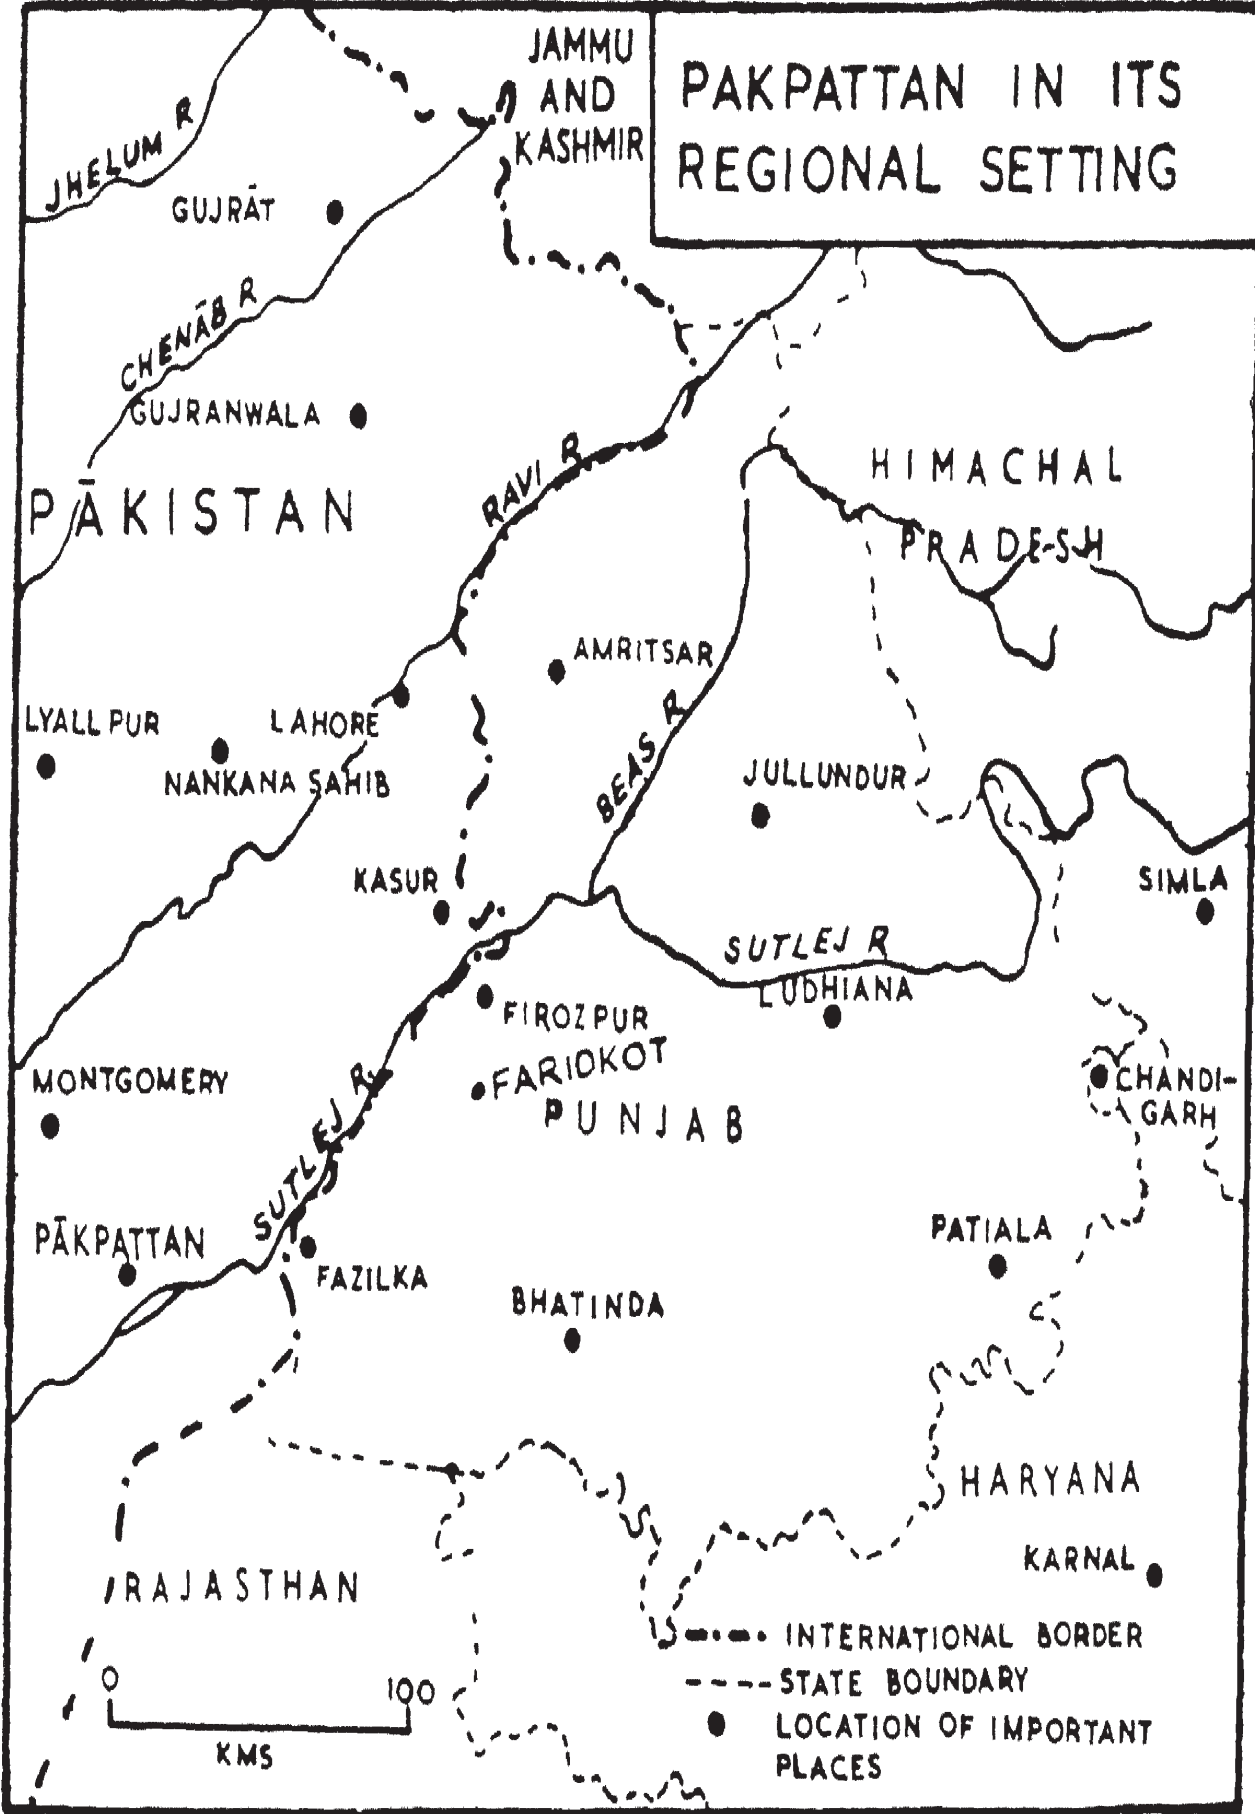 JAMMU
AND
KASHMIR
PAKPATTAN IN ITS
REGIONAL SETTING
JHELUM R
GUJRĀT
CHENĀB R
GUJRANWALA
HIMACHAL
PRADESH
RAVI R
PĀKISTAN
AMRITSAR
LYALLPUR
LAHORE
NANKANA SAHIB
BEAS R
JULLUNDUR
KASUR
SIMLA
SUTLEJ R
LUDHIANA
FIROZPUR
FARIDKOT
MONTGOMERY
PUNJAB
CHANDI-
GARH
SUTLEJ R.
PĀKPATTAN
FAZILKA
PATIALA
BHATINDA
HARYANA
KARNAL
RAJASTHAN
INTERNATIONAL BORDER
STATE BOUNDARY
LOCATION OF IMPORTANT
PLACES
0 100
KMS